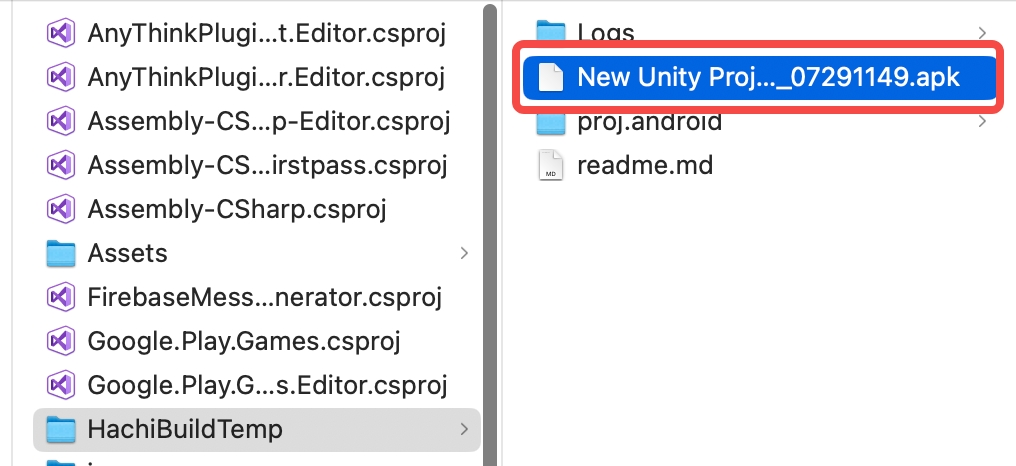 AnyThinkPlugi...t.Editor.csproj
AnyThinkPlugi...r.Editor.csproj
Assembly-CS...p-Editor.csproj
Assembly-CS...irstpass.csproj
Assembly-CSharp.csproj
Assets
FirebaseMess...nerator.csproj
Google.Play.Games.csproj
Google.Play.G...s.Editor.csproj
HachiBuildTemp
Logs
New Unity Proj..._07291149.apk
proj.android
readme.md
MD